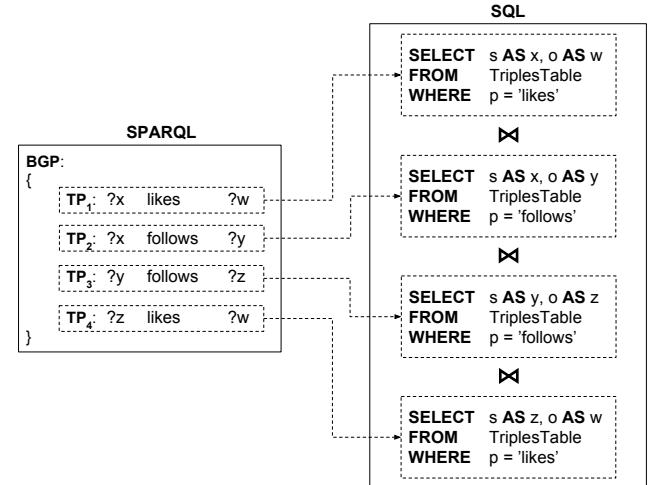 SPARQL
BGP:
{
TP1: ?x likes ?w
TP2: ?x follows ?y
TP3: ?y follows ?z
TP4: ?z likes ?w
}
SQL
SELECT s AS x, o AS w
FROM TriplesTable
WHERE p = 'likes'
⋈
SELECT s AS x, o AS y
FROM TriplesTable
WHERE p = 'follows'
⋈
SELECT s AS y, o AS z
FROM TriplesTable
WHERE p = 'follows'
⋈
SELECT s AS z, o AS w
FROM TriplesTable
WHERE p = 'likes'